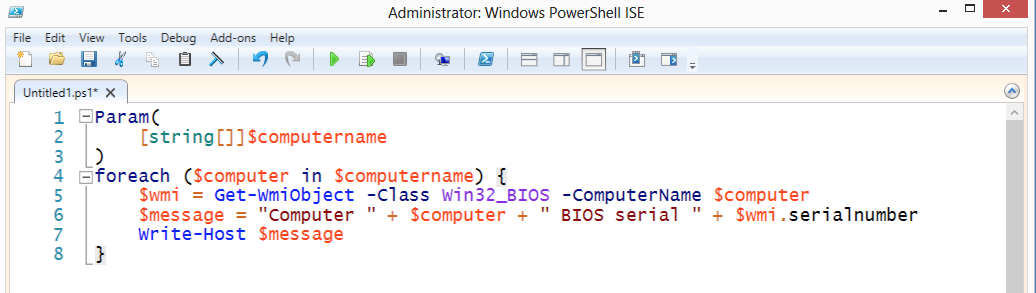 Administrator: Windows PowerShell ISE
File Edit View Tools Debug Add-ons Help
Untitled1.ps1* X
1 Param(
2     [string[]]$computername
3 )
4 foreach ($computer in $computername) {
5     $wmi = Get-WmiObject -Class Win32_BIOS -ComputerName $computer
6     $message = "Computer " + $computer + " BIOS serial " + $wmi.serialnumber
7     Write-Host $message
8 }